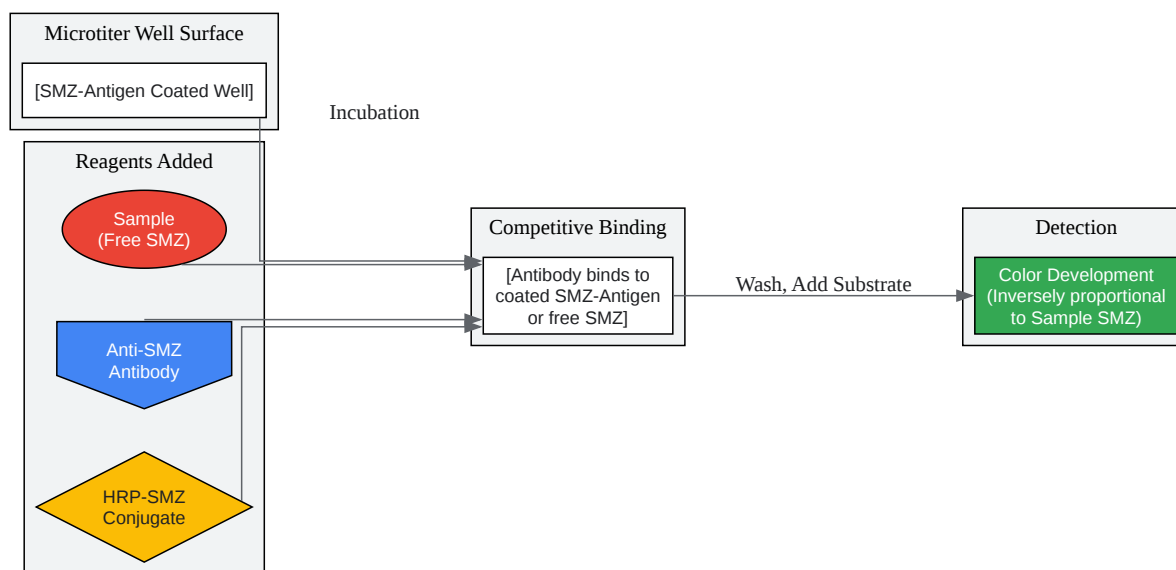 Microtiter Well Surface
[SMZ-Antigen Coated Well]
Incubation
Reagents Added
Sample
(Free SMZ)
Anti-SMZ
Antibody
HRP-SMZ
Conjugate
Competitive Binding
[Antibody binds to
coated SMZ-Antigen
or free SMZ]
Wash, Add Substrate
Detection
Color Development
(Inversely proportional
to Sample SMZ)